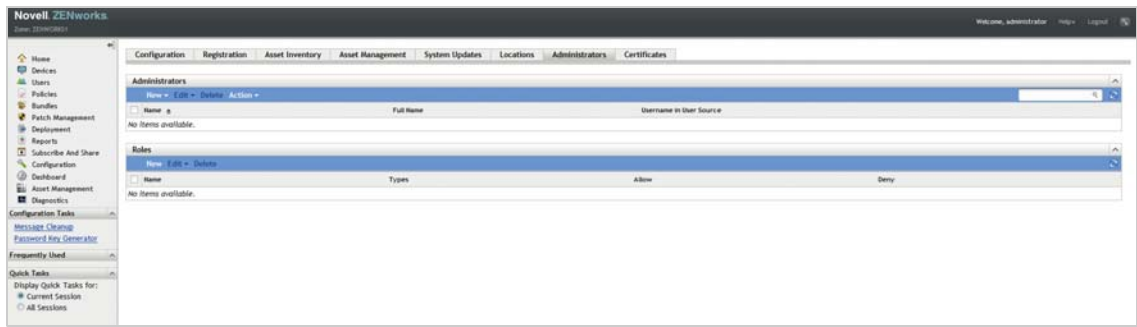 Novell ZENworks
Zone: ZENWORKS1
Welcome, administrator Help Logout
Home
Devices
Users
Policies
Bundles
Patch Management
Deployment
Reports
Subscribe And Share
Configuration
Dashboard
Asset Management
Diagnostics
Configuration Tasks
Message Cleanup
Password Key Generator
Frequently Used
Quick Tasks
Display Quick Tasks for:
Current Session
All Sessions
Configuration Registration Asset Inventory Asset Management System Updates Locations Administrators Certificates
Administrators
New Edit Delete Action
Name Full Name Username in User Source
No items available.
Roles
New Edit Delete
Name Types Allow Deny
No items available.